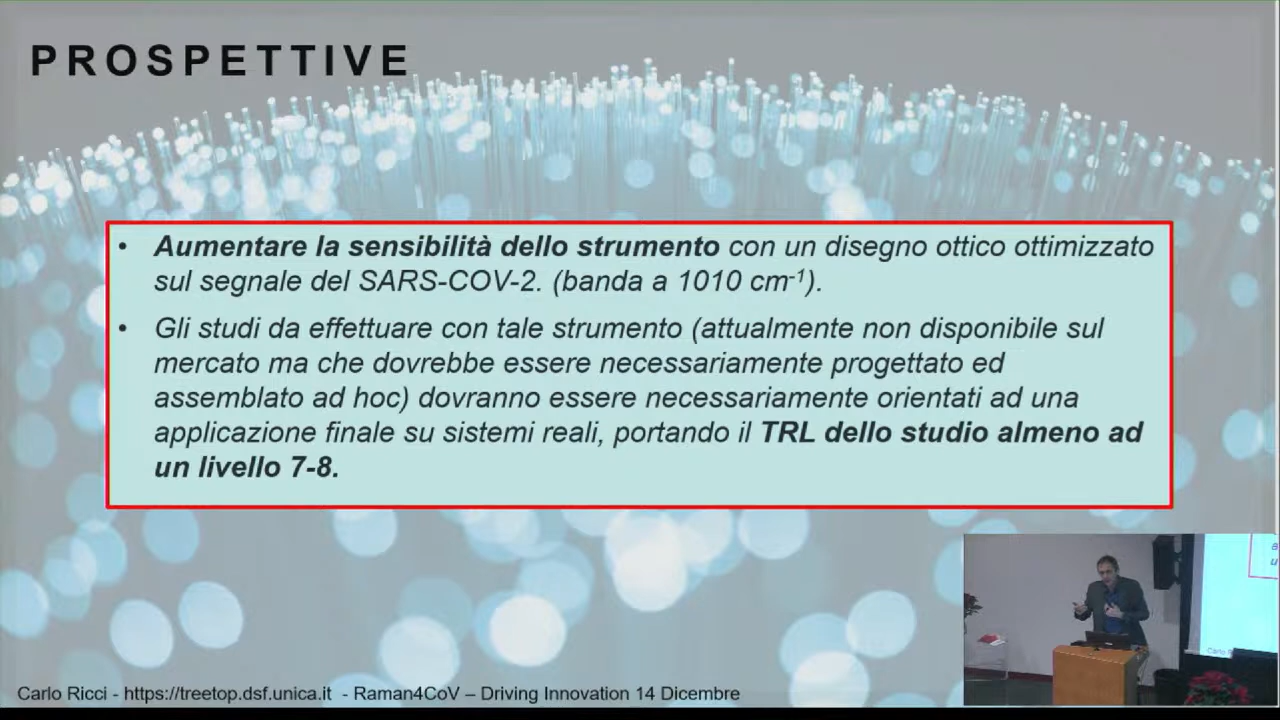 PROSPETTIVE
• Aumentare la sensibilità dello strumento con un disegno ottico ottimizzato
sul segnale del SARS-COV-2. (banda a 1010 cm⁻¹).
• Gli studi da effettuare con tale strumento (attualmente non disponibile sul
mercato ma che dovrebbe essere necessariamente progettato ed
assemblato ad hoc) dovranno essere necessariamente orientati ad una
applicazione finale su sistemi reali, portando il TRL dello studio almeno ad
un livello 7-8.
Carlo Ricci - https://treetop.dsf.unica.it - Raman4CoV – Driving Innovation 14 Dicembre